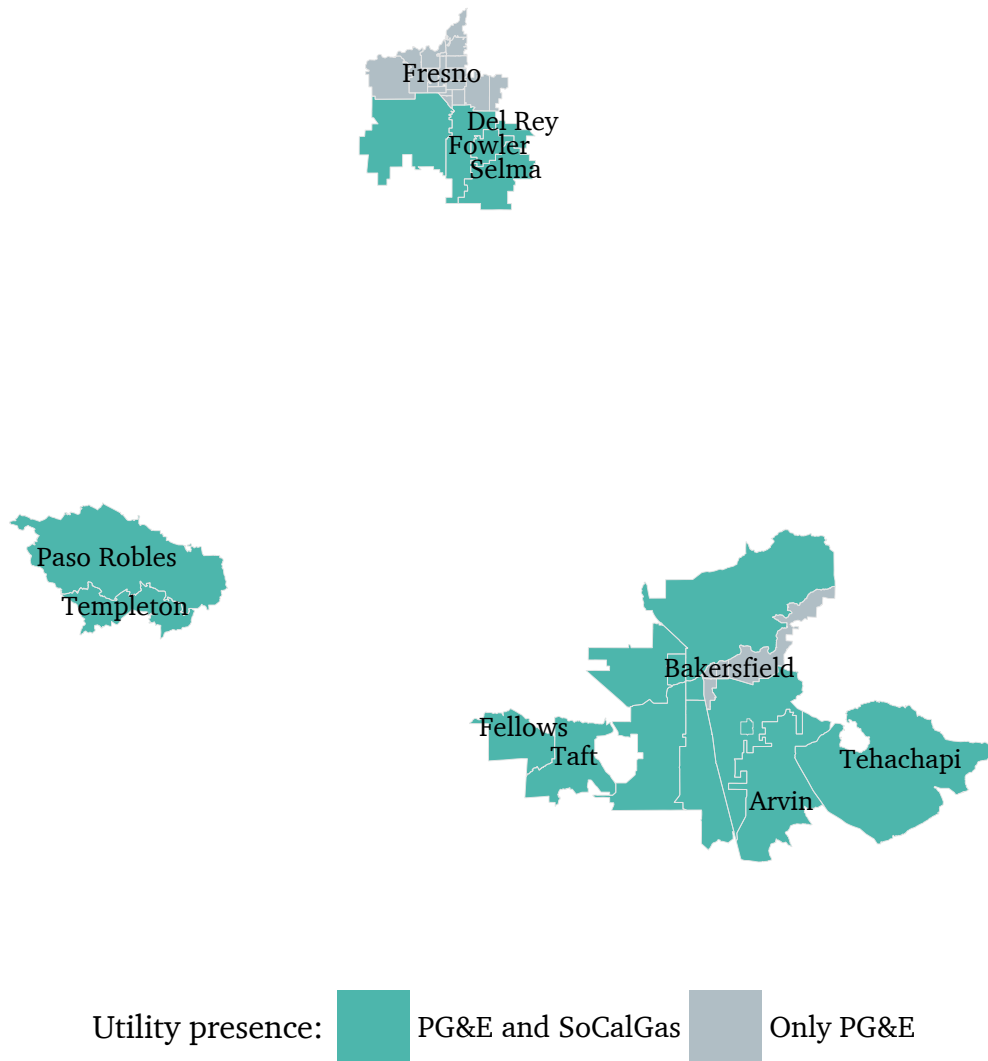 Fresno
Del Rey
Fowler
Selma
Paso Robles
Templeton
Bakersfield
Fellows
Taft
Tehachapi
Arvin
Utility presence: PG&E and SoCalGas Only PG&E